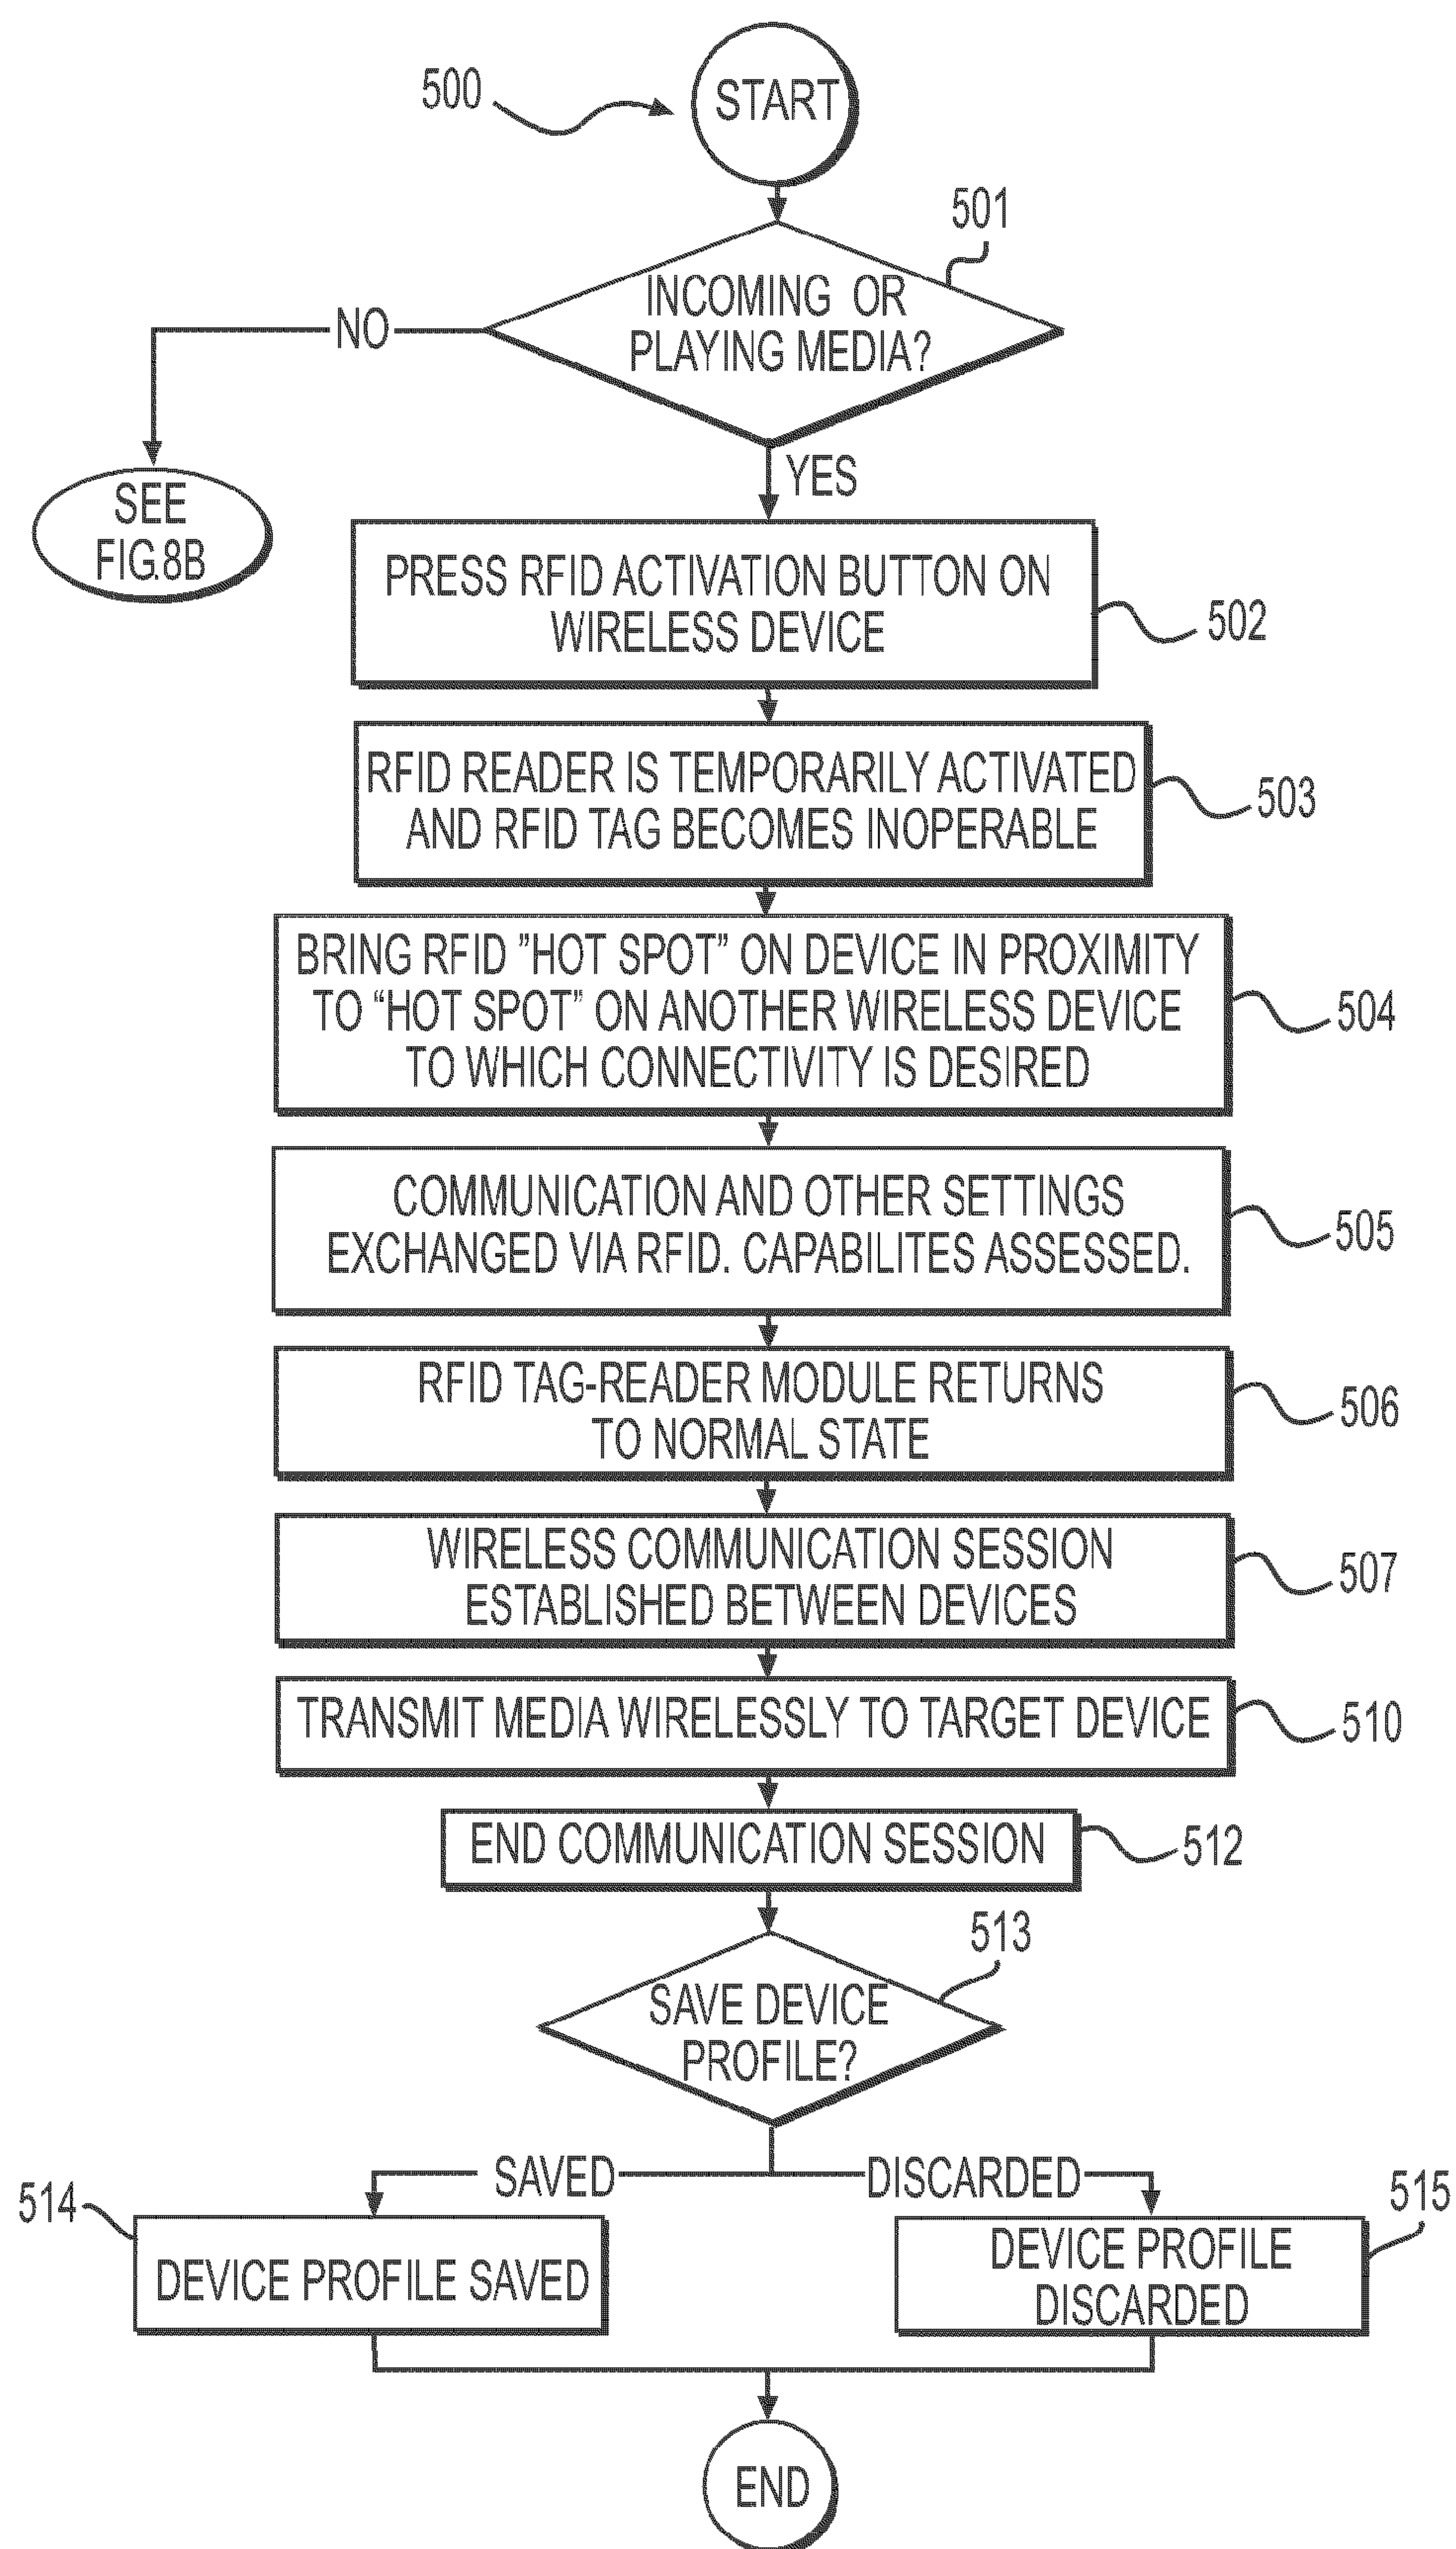 500
START
501
INCOMING OR
PLAYING MEDIA?
NO
YES
SEE
FIG.8B
PRESS RFID ACTIVATION BUTTON ON
WIRELESS DEVICE
502
RFID READER IS TEMPORARILY ACTIVATED
AND RFID TAG BECOMES INOPERABLE
503
BRING RFID ”HOT SPOT” ON DEVICE IN PROXIMITY
TO “HOT SPOT” ON ANOTHER WIRELESS DEVICE
TO WHICH CONNECTIVITY IS DESIRED
504
COMMUNICATION AND OTHER SETTINGS
EXCHANGED VIA RFID. CAPABILITES ASSESSED.
505
RFID TAG-READER MODULE RETURNS
TO NORMAL STATE
506
WIRELESS COMMUNICATION SESSION
ESTABLISHED BETWEEN DEVICES
507
TRANSMIT MEDIA WIRELESSLY TO TARGET DEVICE
510
END COMMUNICATION SESSION
512
513
SAVE DEVICE
PROFILE?
SAVED
DISCARDED
514
DEVICE PROFILE SAVED
515
DEVICE PROFILE
DISCARDED
END